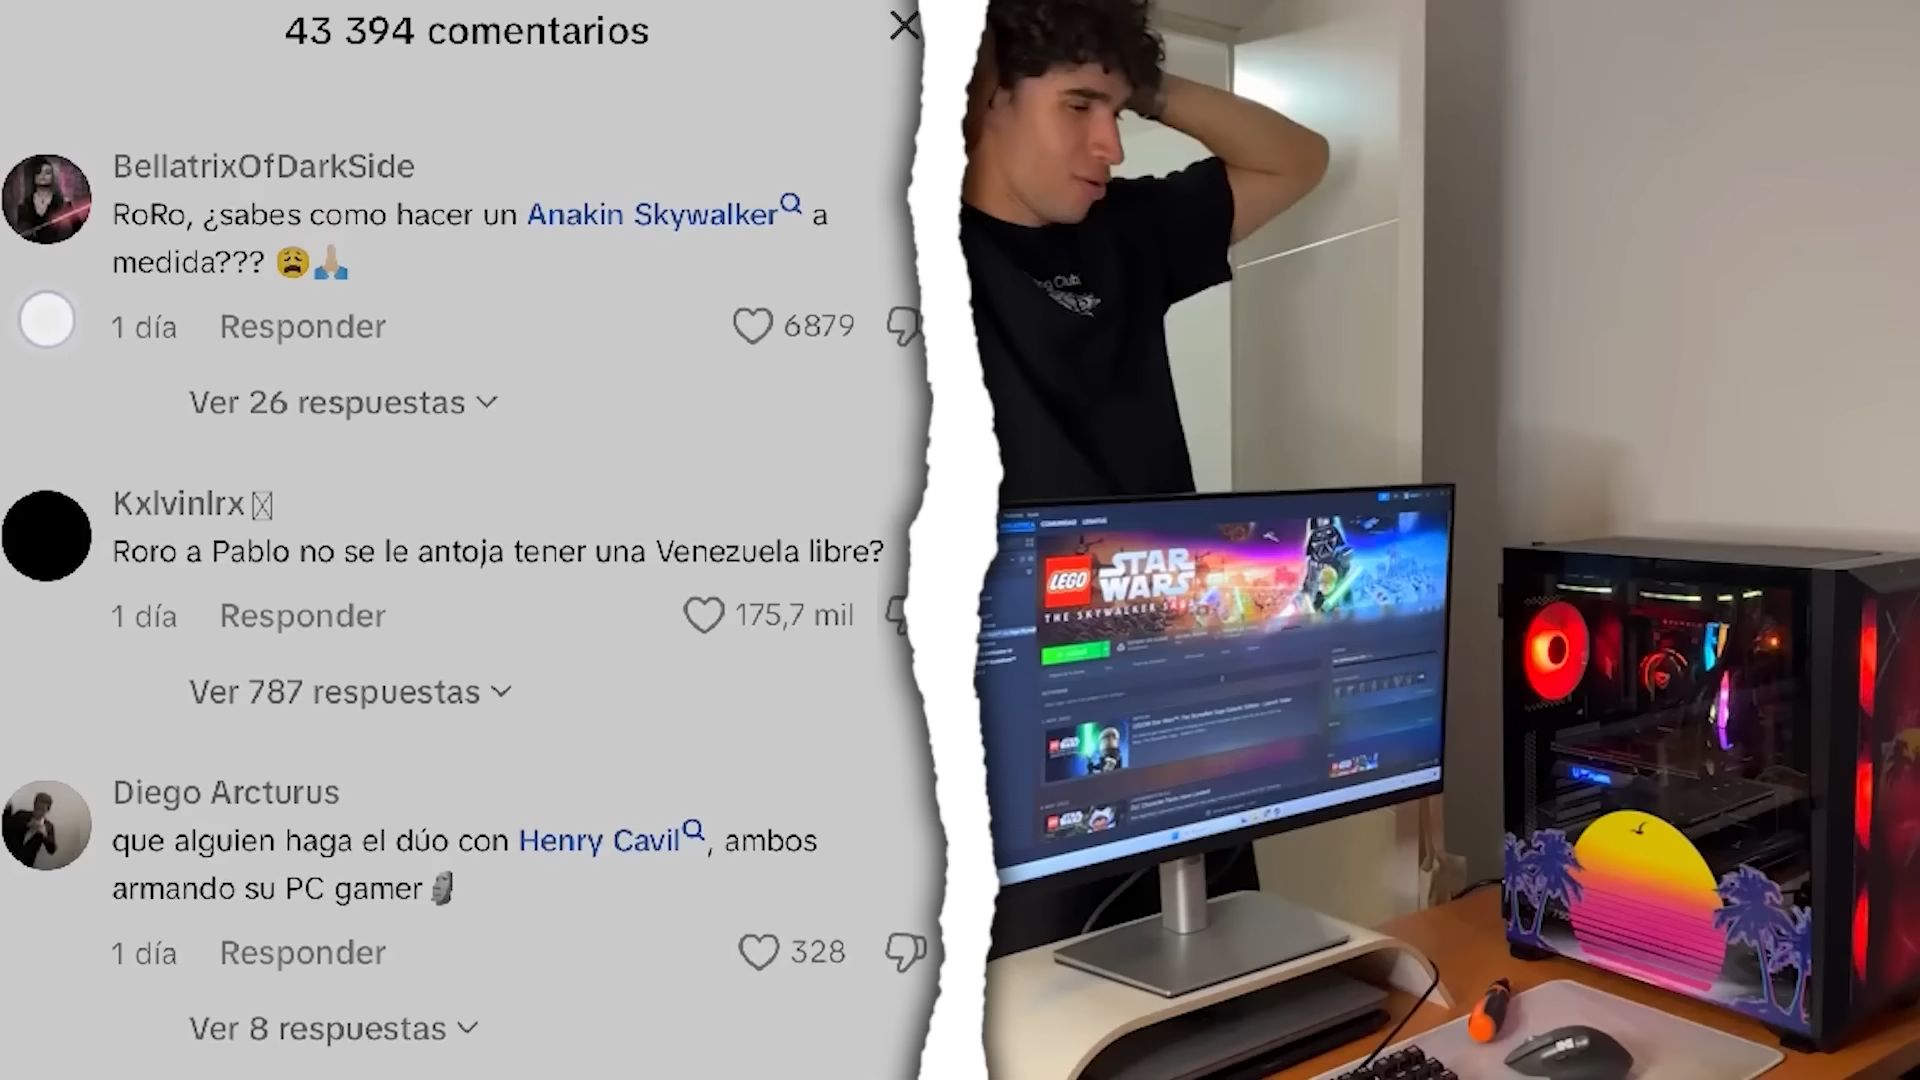 43 394 comentarios
BellatrixOfDarkSide
RoRo, ¿sabes como hacer un Anakin Skywalker a
medida??? 😩🙏🏼
1 día Responder 6879
Ver 26 respuestas
Kxlvinlrx
Roro a Pablo no se le antoja tener una Venezuela libre?
1 día Responder 175,7 mil
Ver 787 respuestas
Diego Arcturus
que alguien haga el dúo con Henry Cavil, ambos
armando su PC gamer 🗿
1 día Responder 328
Ver 8 respuestas
Club
COMUNIDAD
LEGO STAR WARS
THE SKYWALKER SAGA